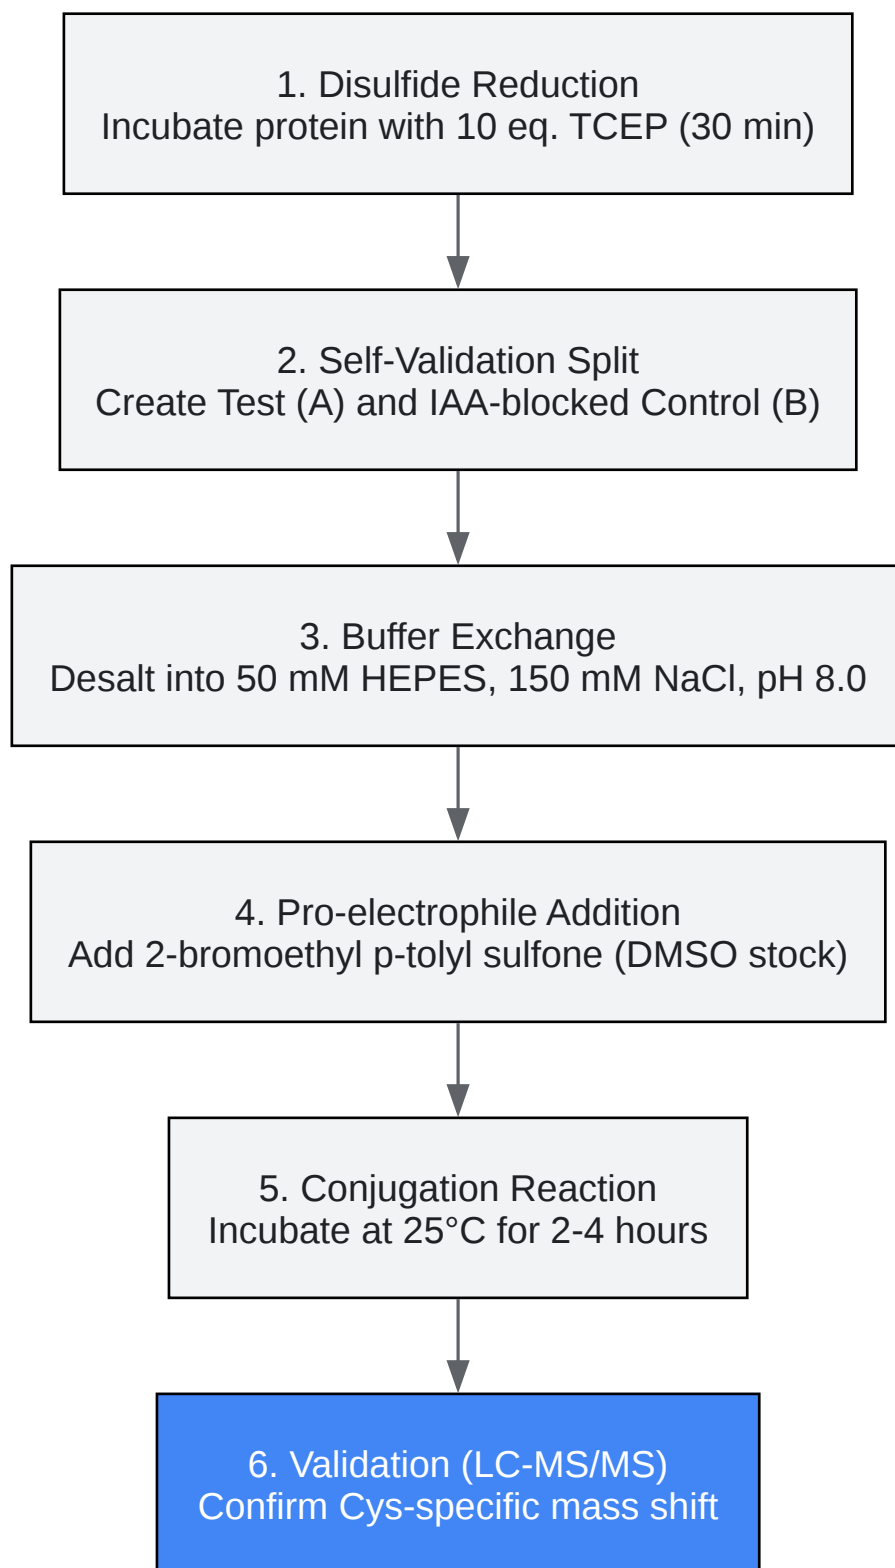 1. Disulfide Reduction
Incubate protein with 10 eq. TCEP (30 min)
2. Self-Validation Split
Create Test (A) and IAA-blocked Control (B)
3. Buffer Exchange
Desalt into 50 mM HEPES, 150 mM NaCl, pH 8.0
4. Pro-electrophile Addition
Add 2-bromoethyl p-tolyl sulfone (DMSO stock)
5. Conjugation Reaction
Incubate at 25°C for 2-4 hours
6. Validation (LC-MS/MS)
Confirm Cys-specific mass shift